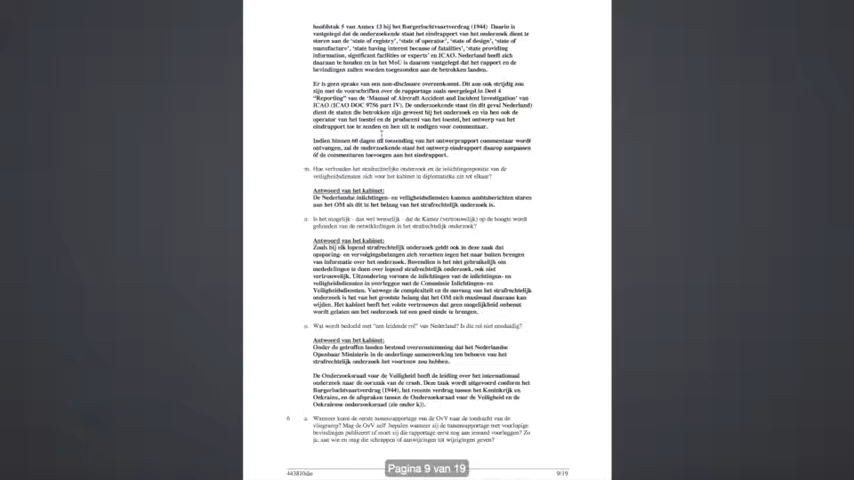 hoofdstuk 5 van Annex 13 bij het Burgerluchtvaartverdrag (1944) Daarin is
vastgelegd dat de onderzoekende staat het eindrapport van het onderzoek dient te
sturen aan de 'state of registry', 'state of operator', 'state of design', 'state of
manufacture', 'state having interest because of fatalities', 'state providing
information, significant facilities or experts' en ICAO. Nederland heeft zich
daaraan te houden en in het MoU is daarom vastgelegd dat het rapport en de
bevindingen zullen worden toegezonden aan de betrokken landen.
Er is geen sprake van een non-disclosure overeenkomst. Dit zou ook strijdig zou
zijn met de voorschriften over de rapportage zoals neergelegd in Deel 4
"Reporting" van de 'Manual of Aircraft Accident and Incident Investigation' van
ICAO (ICAO DOC 9756 part IV). De onderzoekende staat (in dit geval Nederland)
dient de staten die betrokken zijn geweest bij het onderzoek en via hen ook de
operator van het toestel en de producent van het toestel, het ontwerp van het
eindrapport toe te zenden en hen uit te nodigen voor commentaar.
Indien binnen 60 dagen na toezending van het ontwerprapport commentaar wordt
ontvangen, zal de onderzoekende staat het ontwerp eindrapport daarop aanpassen
óf de commentaren toevoegen aan het eindrapport.
m. Hoe verhouden het strafrechtelijke onderzoek en de inlichtingenpositie van de
veiligheidsdiensten zich voor het kabinet in diplomatieke zin tot elkaar?
Antwoord van het kabinet:
De Nederlandse inlichtingen- en veiligheidsdiensten kunnen ambtsberichten sturen
aan het OM als dit in het belang van het strafrechtelijk onderzoek is.
n. Is het mogelijk - dan wel wenselijk - dat de Kamer (vertrouwelijk) op de hoogte wordt
gehouden van de ontwikkelingen in het strafrechtelijk onderzoek?
Antwoord van het kabinet:
Zoals bij elk lopend strafrechtelijk onderzoek geldt ook in deze zaak dat
opsporing- en vervolgingsbelangen zich verzetten tegen het naar buiten brengen
van informatie over het onderzoek. Bovendien is het niet gebruikelijk om
mededelingen te doen over lopend strafrechtelijk onderzoek, ook niet
vertrouwelijk. Uitzondering vormen de inlichtingen van de inlichtingen- en
veiligheidsdiensten in overleggen met de Commissie Inlichtingen- en
Veiligheidsdiensten. Vanwege de complexiteit en de omvang van het strafrechtelijk
onderzoek is het van het grootste belang dat het OM zich maximaal daaraan kan
wijden. Het kabinet heeft het volste vertrouwen dat geen mogelijkheid onbenut
wordt gelaten om het onderzoek tot een goed einde te brengen.
o. Wat wordt bedoeld met "een leidende rol" van Nederland? Is die rol niet eenduidig?
Antwoord van het kabinet:
Onder de getroffen landen bestond overeenstemming dat het Nederlandse
Openbaar Ministerie in de onderlinge samenwerking ten behoeve van het
strafrechtelijk onderzoek het voortouw zou hebben.
De Onderzoeksraad voor de Veiligheid heeft de leiding over het internationaal
onderzoek naar de oorzaak van de crash. Deze taak wordt uitgevoerd conform het
Burgerluchtvaartverdrag (1944), het recente verdrag tussen het Koninkrijk en
Oekraïne, en de afspraken tussen de Onderzoeksraad voor de Veiligheid en de
Oekraïense onderzoeksraad (zie onder k)).
6 a. Wanneer komt de eerste tussenrapportage van de OvV naar de toedracht van de
vliegramp? Mag de OvV zelf bepalen wanneer zij de tussenrapportage met voorlopige
bevindingen publiceert of moet zij die rapportage eerst nog aan iemand voorleggen? Zo
ja, aan wie en mag die schrappen of aanwijzingen tot wijzigingen geven?
Pagina 9 van 19
9/19